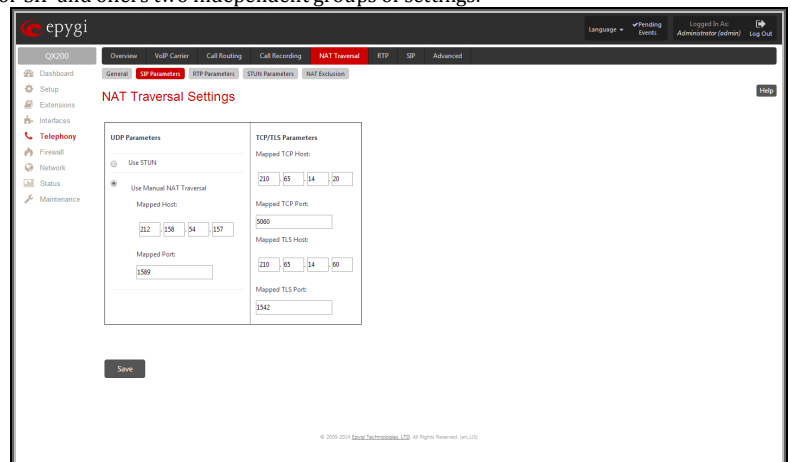 or SIP and offers two independent groups of settings.
epygi
Language
Pending Events
Logged In As:
Administrator (admin)
Log Out
QX200
Overview VoIP Carrier Call Routing Call Recording NAT Traversal RTP SIP Advanced
Dashboard
General SIP Parameters RTP Parameters STUN Parameters NAT Exclusion
Setup
Help
NAT Traversal Settings
Extensions
Interfaces
Telephony
Firewall
Network
Status
Maintenance
UDP Parameters
Use STUN
Use Manual NAT Traversal
Mapped Host:
212 . 158 . 54 . 157
Mapped Port:
1589
TCP/TLS Parameters
Mapped TCP Host:
210 . 65 . 14 . 20
Mapped TCP Port:
5060
Mapped TLS Host:
210 . 65 . 14 . 60
Mapped TLS Port:
1542
Save
© 2000-2014 Epygi Technologies, LTD. All Rights Reserved. (en_US)